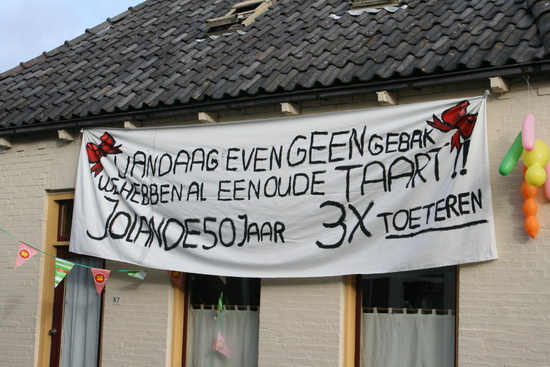 VANDAAG EVEN GEEN GEBAK
WE HEBBEN AL EEN OUDE TAART!!
JOLANDE 50 JAAR 3X TOETEREN